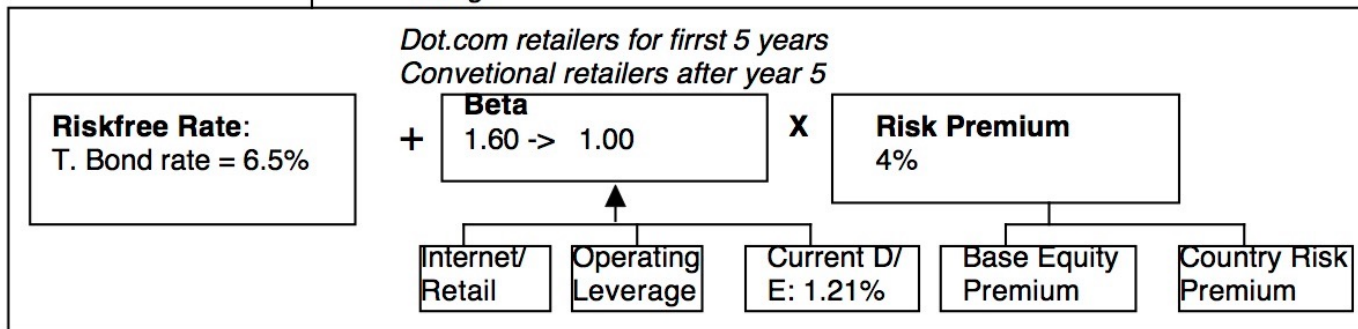 Dot.com retailers for firrst 5 years
Convetional retailers after year 5
Riskfree Rate:
T. Bond rate = 6.5%
+
Beta
1.60 -> 1.00
X
Risk Premium
4%
Internet/
Retail
Operating
Leverage
Current D/
E: 1.21%
Base Equity
Premium
Country Risk
Premium